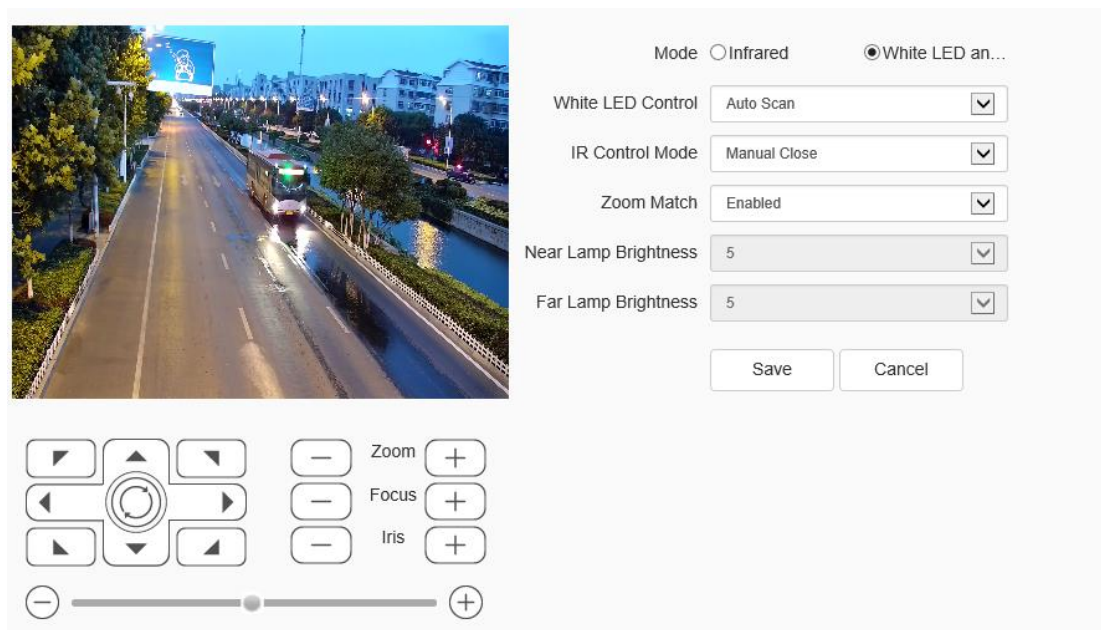 Mode Infrared White LED an...
White LED Control Auto Scan
IR Control Mode Manual Close
Zoom Match Enabled
Near Lamp Brightness 5
Far Lamp Brightness 5
Save Cancel
Zoom
Focus
Iris